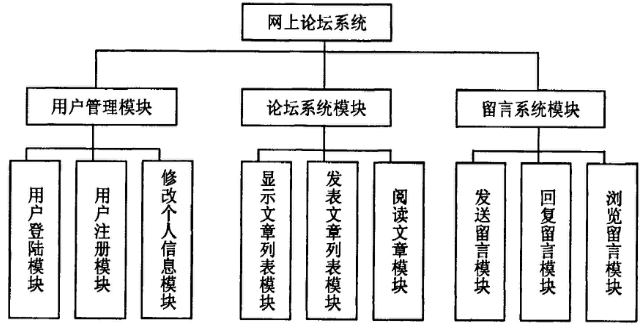 网上论坛系统
用户管理模块
论坛系统模块
留言系统模块
用户登陆模块
用户注册模块
修改个人信息模块
显示文章列表模块
发表文章列表模块
阅读文章模块
发送留言模块
回复留言模块
浏览留言模块